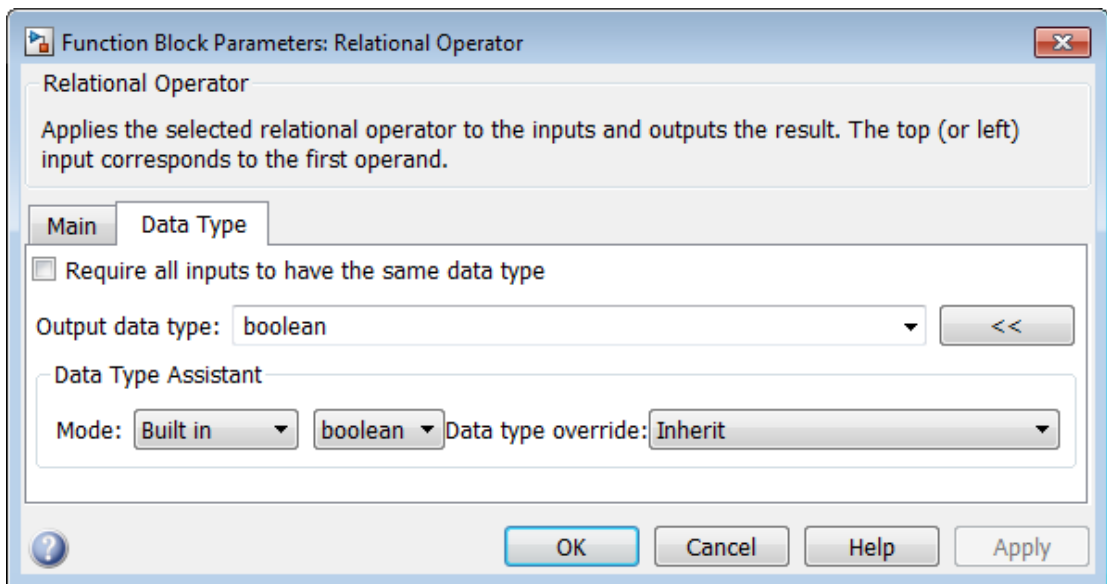 Function Block Parameters: Relational Operator
Relational Operator
Applies the selected relational operator to the inputs and outputs the result. The top (or left)
input corresponds to the first operand.
Main Data Type
Require all inputs to have the same data type
Output data type: boolean <<
Data Type Assistant
Mode: Built in boolean Data type override: Inherit
? OK Cancel Help Apply